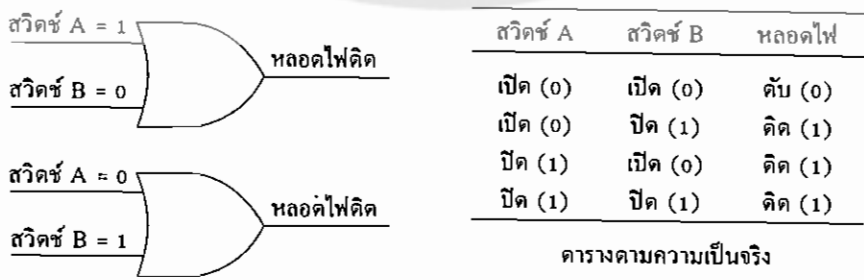 สวิตช์ A = 1
สวิตช์ B = 0
หลอดไฟติด
สวิตช์ A = 0
สวิตช์ B = 1
หลอดไฟติด
สวิตช์ A สวิตช์ B หลอดไฟ
เปิด (0) เปิด (0) ดับ (0)
เปิด (0) ปิด (1) ติด (1)
ปิด (1) เปิด (0) ติด (1)
ปิด (1) ปิด (1) ติด (1)
ตารางตามความเป็นจริง